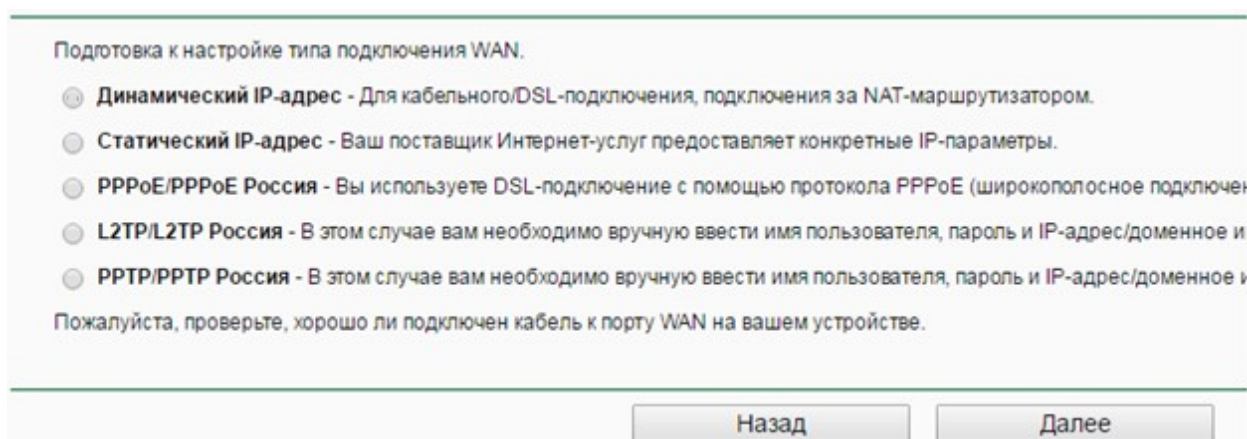 Подготовка к настройке типа подключения WAN.
Динамический IP-адрес - Для кабельного/DSL-подключения, подключения за NAT-маршрутизатором.
Статический IP-адрес - Ваш поставщик Интернет-услуг предоставляет конкретные IP-параметры.
PPPoE/PPPoE Россия - Вы используете DSL-подключение с помощью протокола PPPoE (широкополосное
L2TP/L2TP Россия - В этом случае вам необходимо вручную ввести имя пользователя, пароль и IP-адрес/доменное
PPTP/PPTP Россия - В этом случае вам необходимо вручную ввести имя пользователя, пароль и IP-адрес/доменное
Пожалуйста, проверьте, хорошо ли подключен кабель к порту WAN на вашем устройстве.
Назад Далее